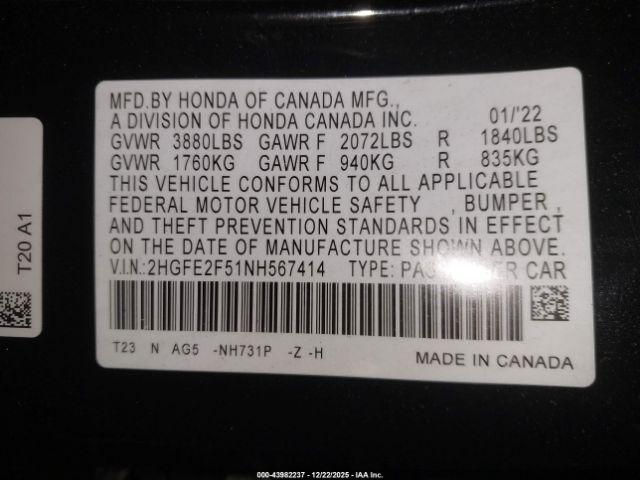 MFD.BY HONDA OF CANADA MFG.,
A DIVISION OF HONDA CANADA INC. 01/'22
GVWR 3880LBS GAWR F 2072LBS R 1840LBS
GVWR 1760KG GAWR F 940KG R 835KG
THIS VEHICLE CONFORMS TO ALL APPLICABLE
FEDERAL MOTOR VEHICLE SAFETY , BUMPER ,
AND THEFT PREVENTION STANDARDS IN EFFECT
ON THE DATE OF MANUFACTURE SHOWN ABOVE.
V.I.N.:2HGFE2F51NH567414 TYPE: CAR
T23 N AG5 -NH731P -Z -H
MADE IN CANADA
T20 A1
000-43982237 - 12/22/2025 - IAA Inc.